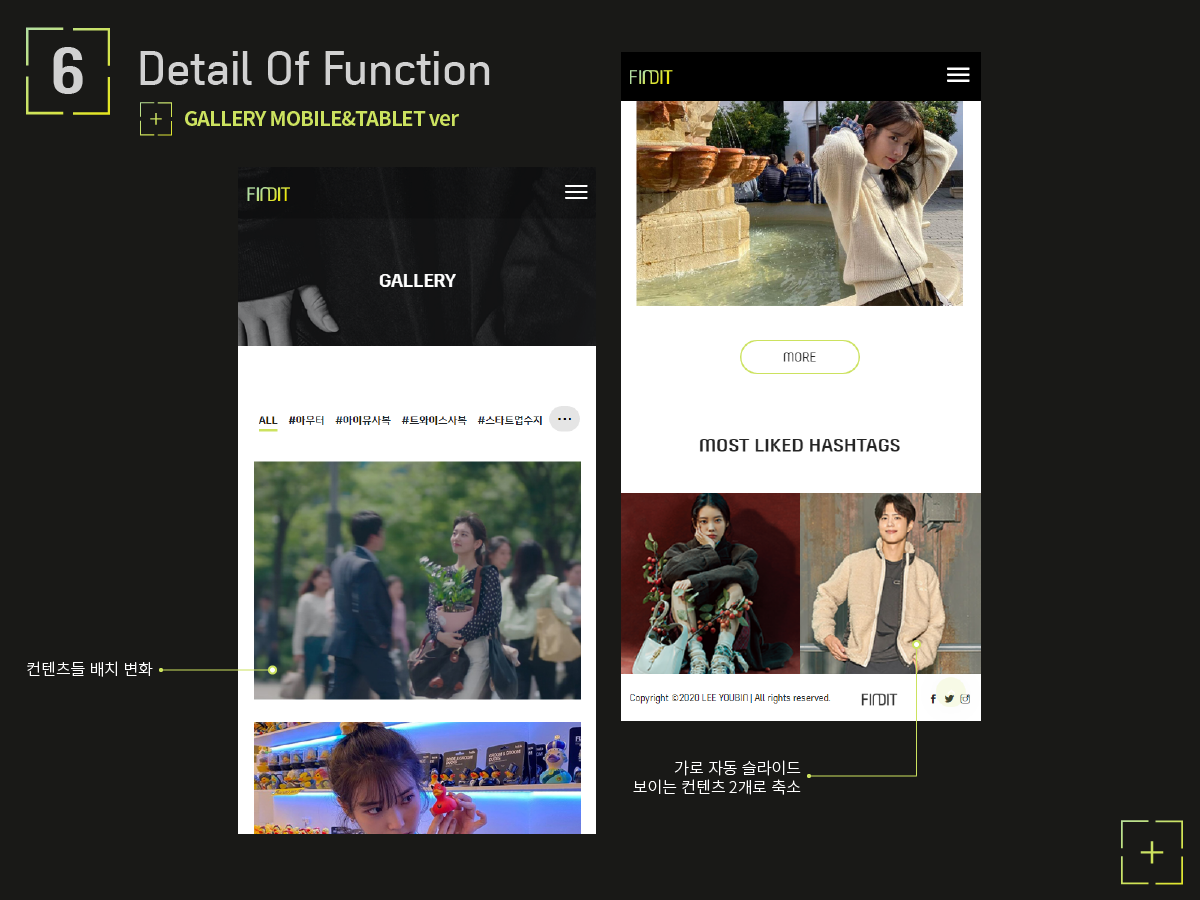 6
Detail Of Function
GALLERY MOBILE&TABLET ver
FINDIT
GALLERY
ALL #아우터 #아이유사복 #트와이스사복 #스타트업수지 ...
컨텐츠들 배치 변화
FINDIT
MORE
MOST LIKED HASHTAGS
Copyright ©2020 LEE YOUBIN | All rights reserved. FINDIT
가로 자동 슬라이드
보이는 컨텐츠 2개로 축소